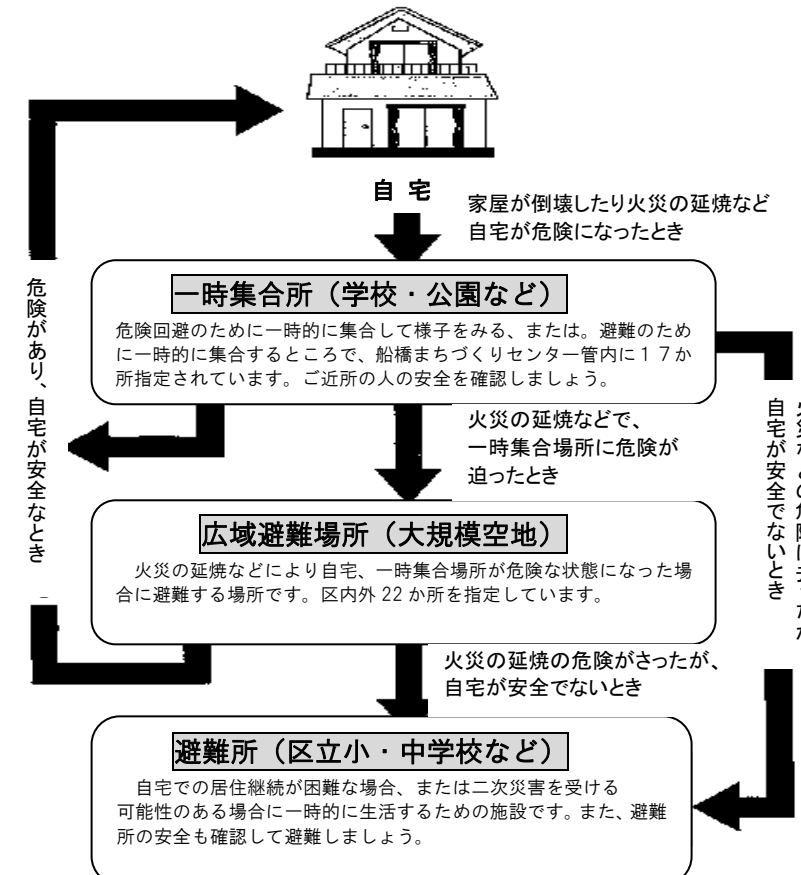 自 宅
家屋が倒壊したり火災の延焼など
自宅が危険になったとき
一時集合所（学校・公園など）
危険回避のために一時的に集合して様子をみる、または。避難のため
に一時的に集合するところで、船橋まちづくりセンター管内に１７か
所指定されています。ご近所の人の安全を確認しましょう。
危険があり、自宅が安全なとき
火災の延焼などで、
一時集合場所に危険が
迫ったとき
自宅が安全でないとき
広域避難場所（大規模空地）
火災の延焼などにより自宅、一時集合場所が危険な状態になった場
合に避難する場所です。区内外 22 か所を指定しています。
火災の延焼の危険がさったが、
自宅が安全でないとき
避難所（区立小・中学校など）
自宅での居住継続が困難な場合、または二次災害を受ける
可能性のある場合に一時的に生活するための施設です。また、避難
所の安全も確認して避難しましょう。